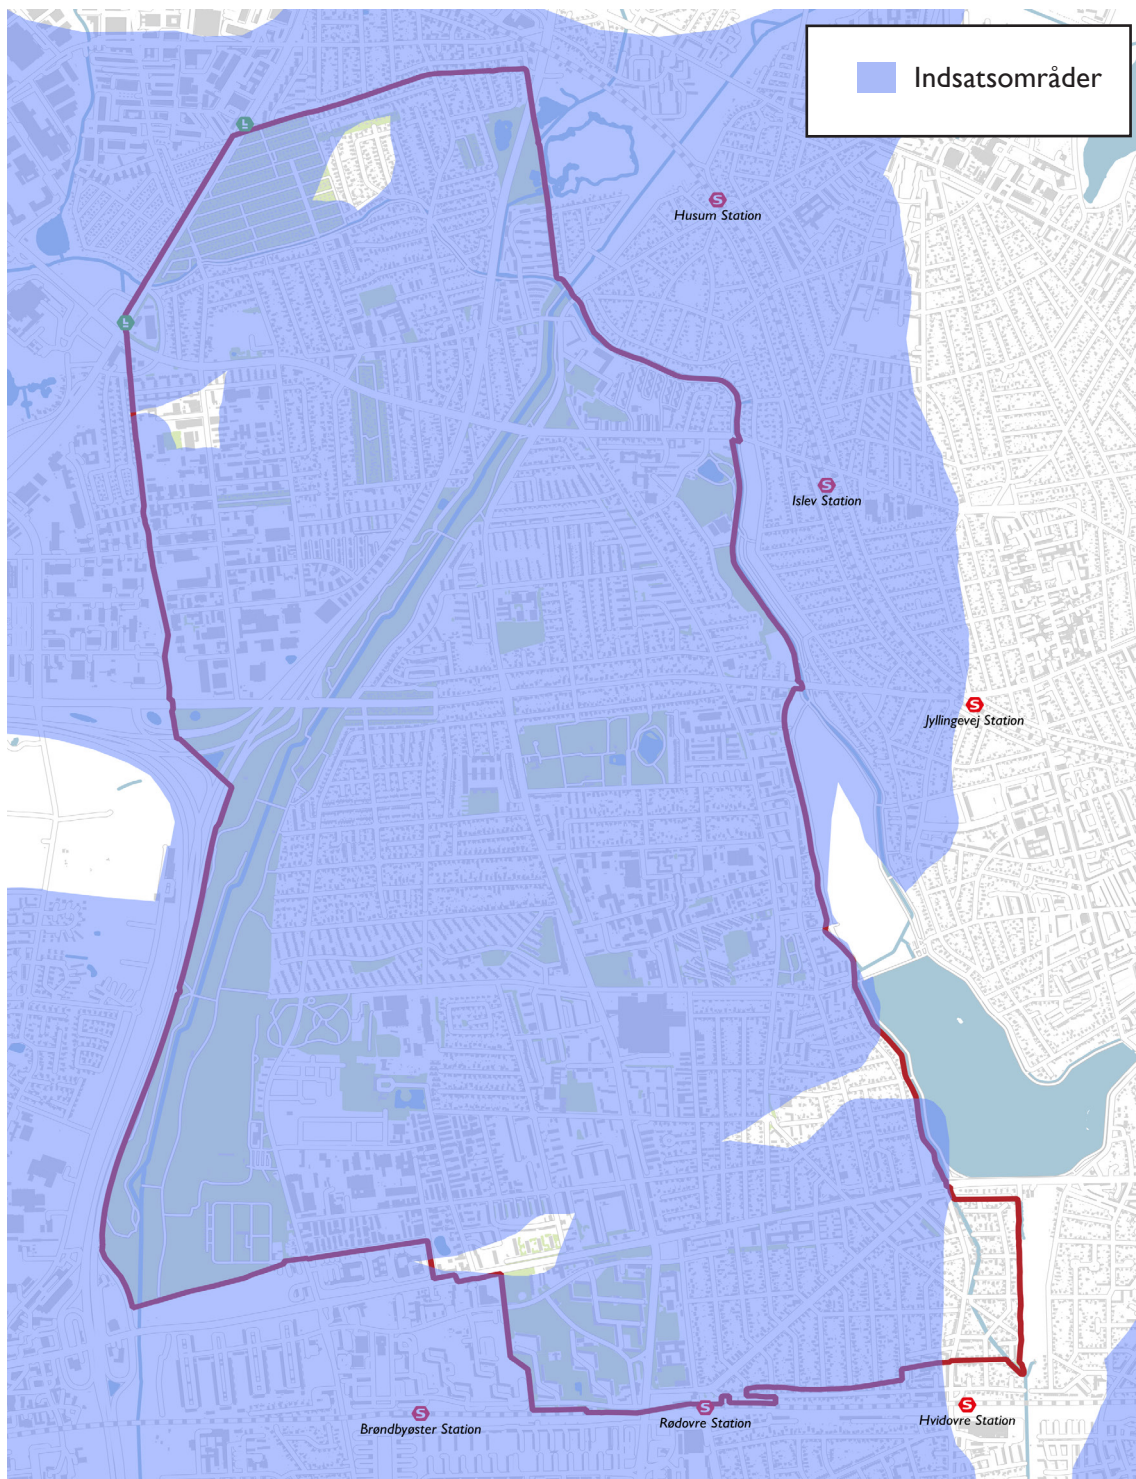 Indsatsområder
Husum Station
Islev Station
Jyllingevej Station
Brøndbyøster Station
Rødovre Station
Hvidovre Station